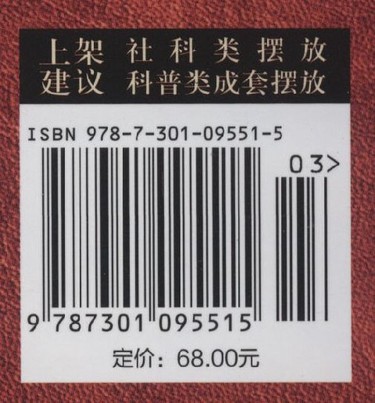 上架 社科类摆放
建议 科普类成套摆放
ISBN 978-7-301-09551-5
03>
9 787301 095515
定价：68.00元